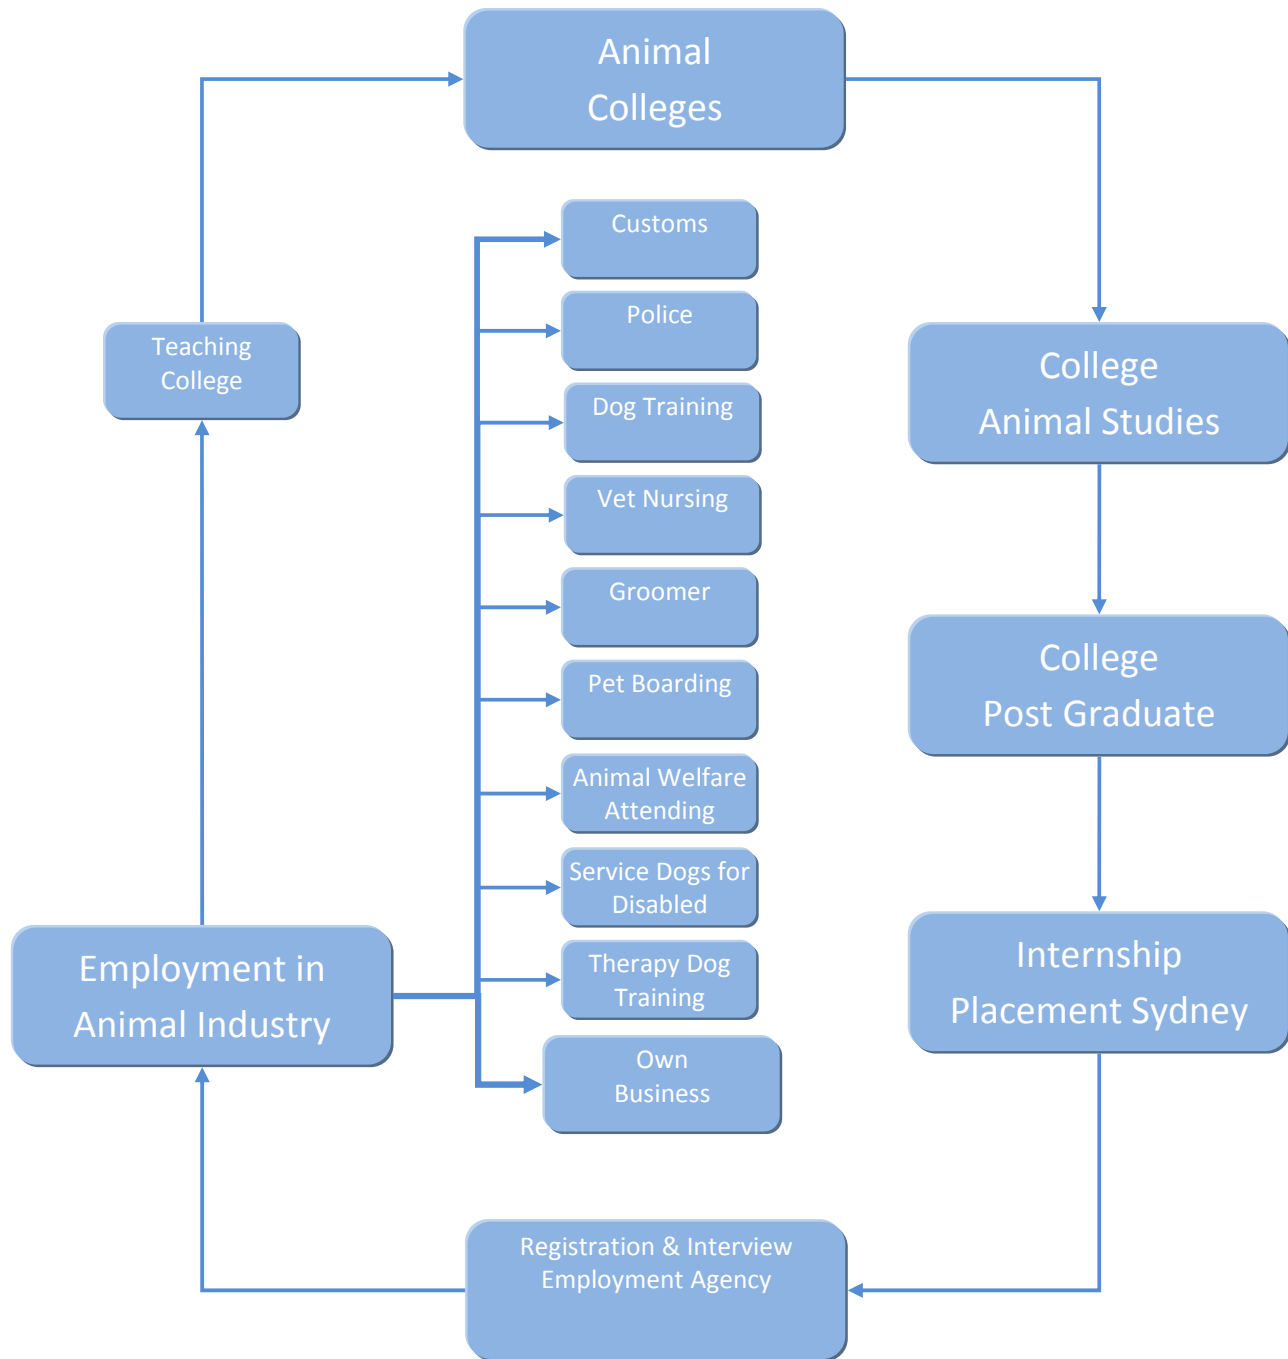 Animal
Colleges
Customs
Police
Teaching
College
Dog Training
College
Animal Studies
Vet Nursing
Groomer
Pet Boarding
College
Post Graduate
Animal Welfare
Attending
Service Dogs for
Disabled
Therapy Dog
Training
Employment in
Animal Industry
Internship
Placement Sydney
Own
Business
Registration & Interview
Employment Agency